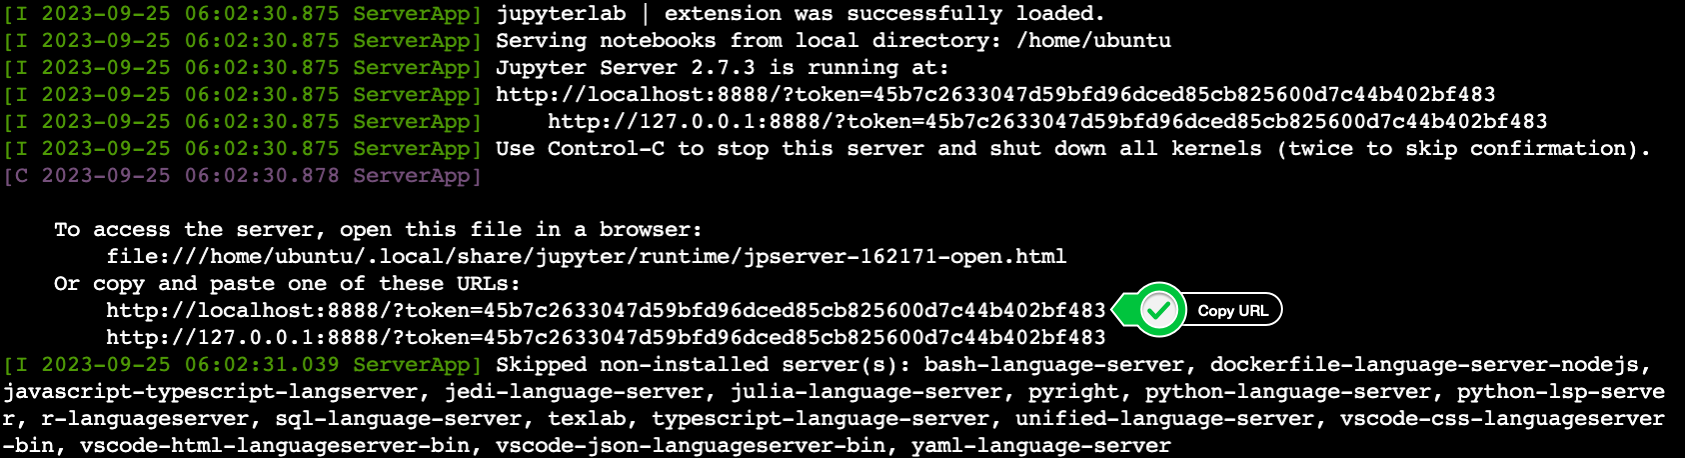 [I 2023-09-25 06:02:30.875 ServerApp] jupyterlab | extension was successfully loaded.
[I 2023-09-25 06:02:30.875 ServerApp] Serving notebooks from local directory: /home/ubuntu
[I 2023-09-25 06:02:30.875 ServerApp] Jupyter Server 2.7.3 is running at:
[I 2023-09-25 06:02:30.875 ServerApp] http://localhost:8888/?token=45b7c2633047d59bfd96dced85cb825600d7c44b402bf483
[I 2023-09-25 06:02:30.875 ServerApp]     http://127.0.0.1:8888/?token=45b7c2633047d59bfd96dced85cb825600d7c44b402bf483
[I 2023-09-25 06:02:30.875 ServerApp] Use Control-C to stop this server and shut down all kernels (twice to skip confirmation).
[C 2023-09-25 06:02:30.878 ServerApp]
    To access the server, open this file in a browser:
        file:///home/ubuntu/.local/share/jupyter/runtime/jpserver-162171-open.html
    Or copy and paste one of these URLs:
        http://localhost:8888/?token=45b7c2633047d59bfd96dced85cb825600d7c44b402bf483 Copy URL
        http://127.0.0.1:8888/?token=45b7c2633047d59bfd96dced85cb825600d7c44b402bf483
[I 2023-09-25 06:02:31.039 ServerApp] Skipped non-installed server(s): bash-language-server, dockerfile-language-server-nodejs,
javascript-typescript-langserver, jedi-language-server, julia-language-server, pyright, python-language-server, python-lsp-serve
r, r-languageserver, sql-language-server, texlab, typescript-language-server, unified-language-server, vscode-css-languageserver
-bin, vscode-html-languageserver-bin, vscode-json-languageserver-bin, yaml-language-server